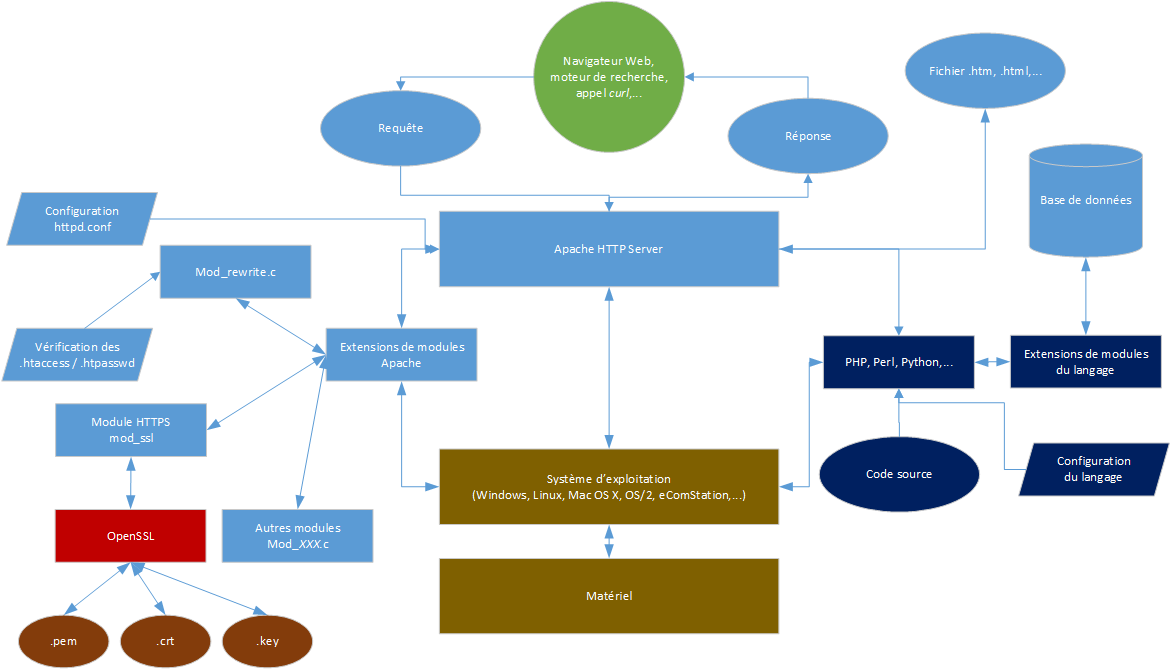 Navigateur Web,
moteur de recherche,
appel curl,...
Fichier .htm, .html,...
Requête
Réponse
Base de données
Configuration
httpd.conf
Apache HTTP Server
Mod_rewrite.c
Vérification des
.htaccess / .htpasswd
Extensions de modules
Apache
PHP, Perl, Python,...
Extensions de modules
du langage
Module HTTPS
mod_ssl
Système d’exploitation
(Windows, Linux, Mac OS X, OS/2, eComStation,...)
Code source
Configuration
du langage
OpenSSL
Autres modules
Mod_XXX.c
Matériel
.pem
.crt
.key